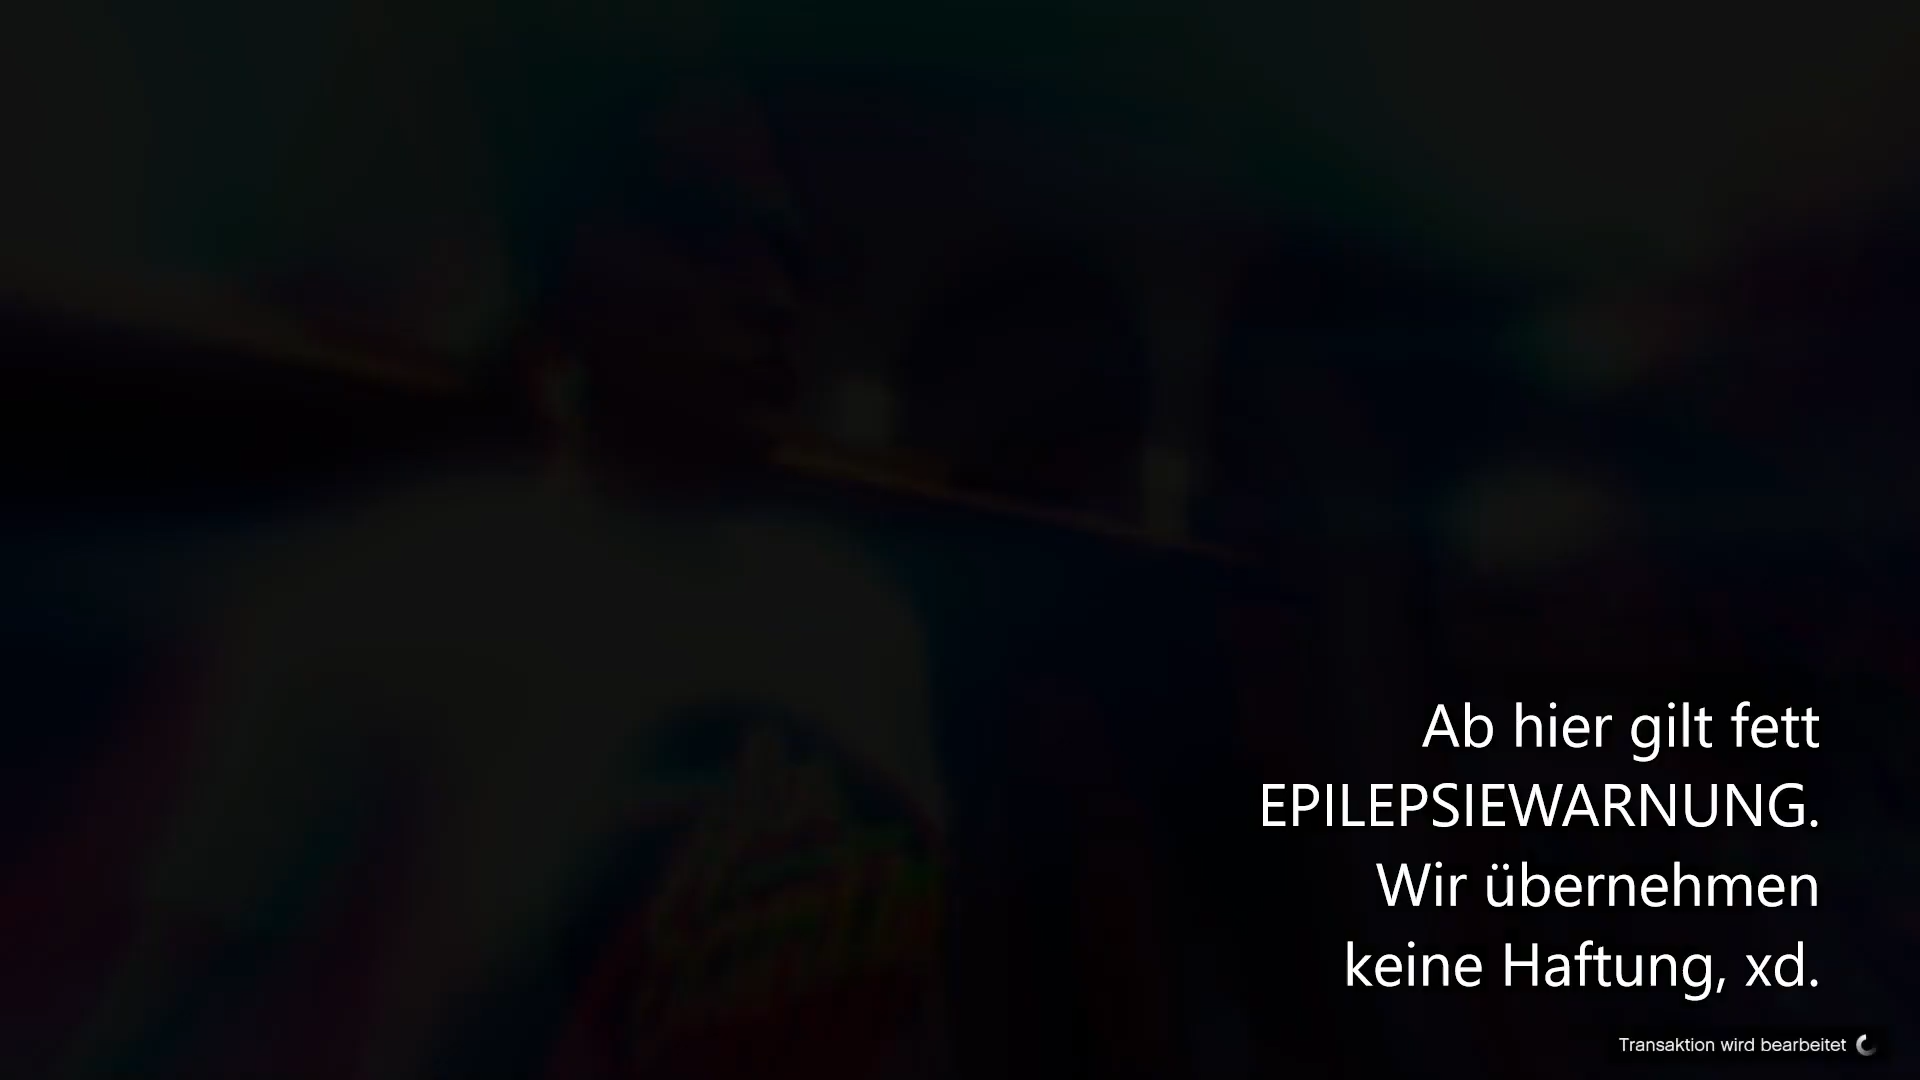 Ab hier gilt fett
EPILEPSIEWARNUNG.
Wir übernehmen
keine Haftung, xd.
Transaktion wird bearbeitet